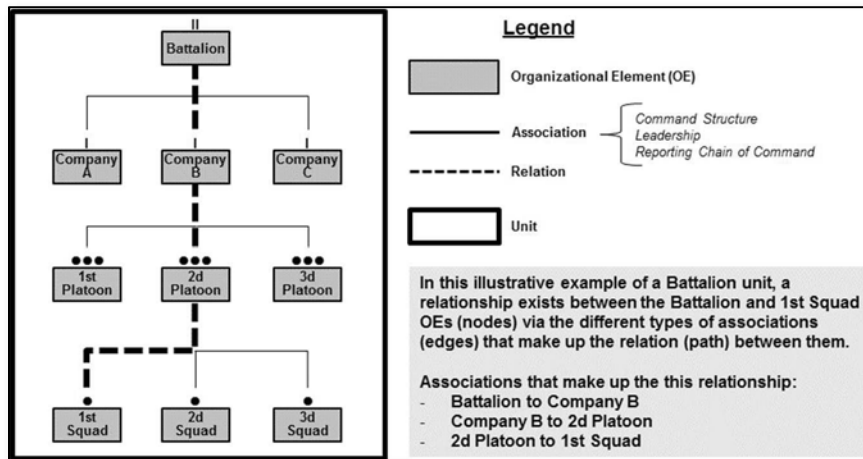 Battalion
Company
A
Company
B
Company
C
1st
Platoon
2d
Platoon
3d
Platoon
1st
Squad
2d
Squad
3d
Squad
Legend
Organizational Element (OE)
Association
Command Structure
Leadership
Reporting Chain of Command
Relation
Unit
In this illustrative example of a Battalion unit, a
relationship exists between the Battalion and 1st Squad
OEs (nodes) via the different types of associations
(edges) that make up the relation (path) between them.
Associations that make up the this relationship:
- Battalion to Company B
- Company B to 2d Platoon
- 2d Platoon to 1st Squad